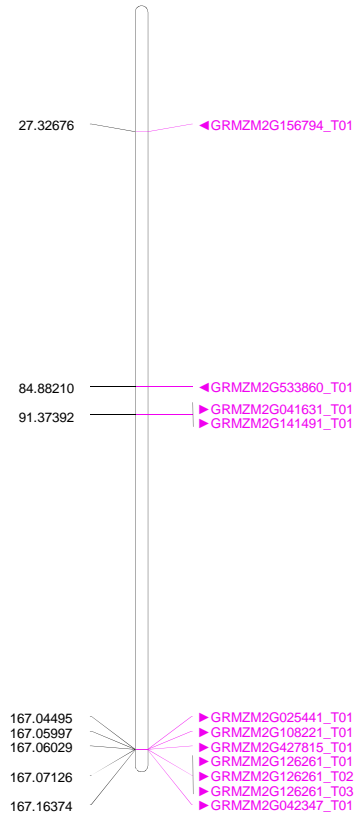 27.32676 ◄GRMZM2G156794_T01
84.88210 ◄GRMZM2G533860_T01
91.37392 ►GRMZM2G041631_T01
►GRMZM2G141491_T01
167.04495 ►GRMZM2G025441_T01
167.05997 ►GRMZM2G108221_T01
167.06029 ►GRMZM2G427815_T01
►GRMZM2G126261_T01
167.07126 ►GRMZM2G126261_T02
►GRMZM2G126261_T03
167.16374 ►GRMZM2G042347_T01